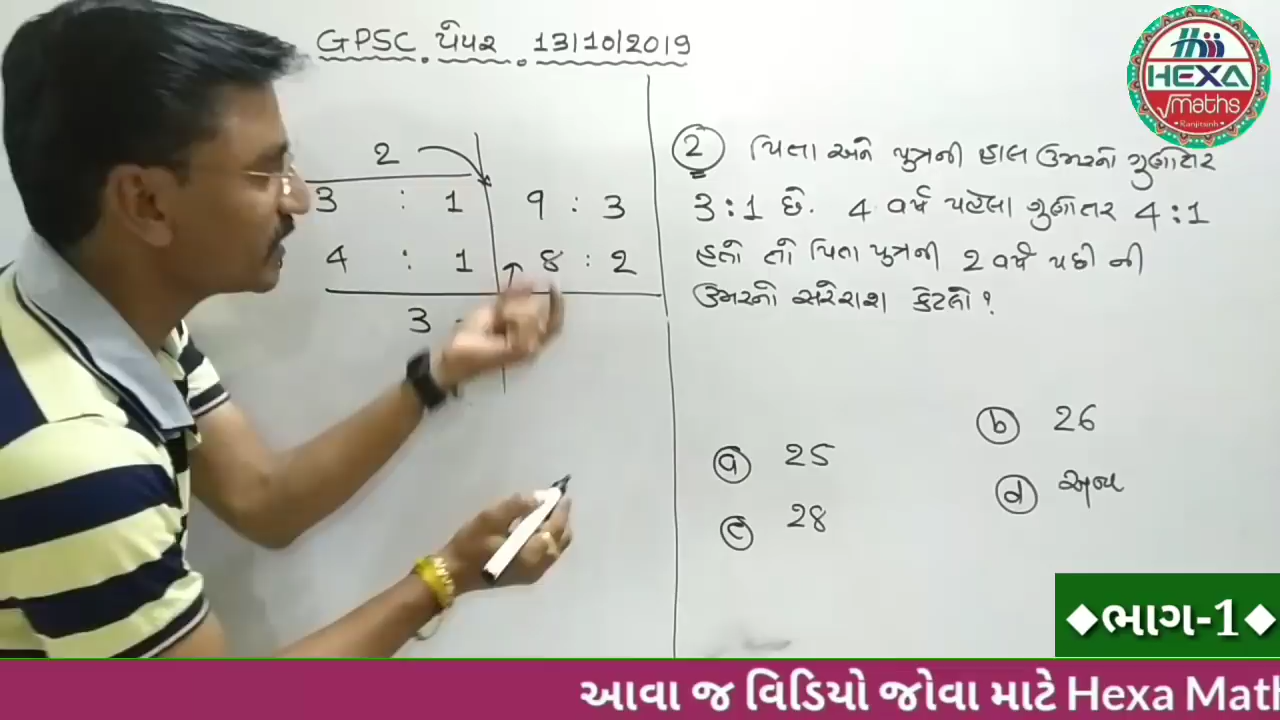 GPSC પેપર 13/10/2019
2
3 : 1
9 : 3
4 : 1
8 : 2
3
2 પિતા અને પુત્રની હાલ ઉંમરનો ગુણોત્તર
3:1 છે. 4 વર્ષ પહેલા ગુણોતર 4:1
હતો તો પિતા પુત્રની 2 વર્ષ પછી ની
ઉંમરનો સરેરાશ કેટલો?
a 25
b 26
c 28
d અન્ય
HEXA
Maths
Ranjitsinh
◆ભાગ-1◆
આવા જ વિડિયો જોવા માટે Hexa Math